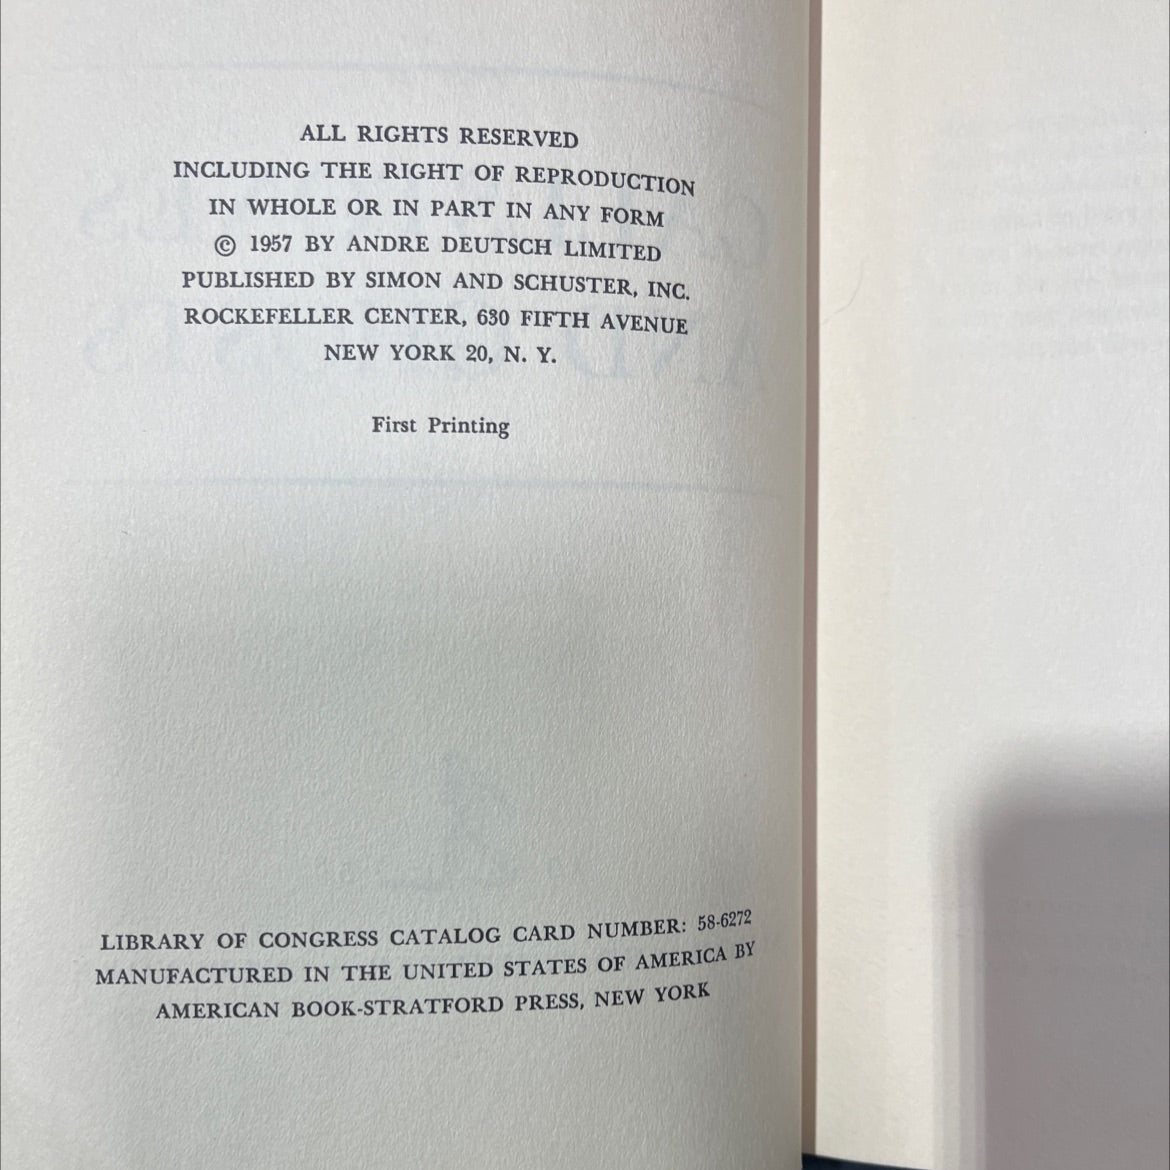 ALL RIGHTS RESERVED
INCLUDING THE RIGHT OF REPRODUCTION
IN WHOLE OR IN PART IN ANY FORM
© 1957 BY ANDRE DEUTSCH LIMITED
PUBLISHED BY SIMON AND SCHUSTER, INC.
ROCKEFELLER CENTER, 630 FIFTH AVENUE
NEW YORK 20, N. Y.
First Printing
LIBRARY OF CONGRESS CATALOG CARD NUMBER: 58-6272
MANUFACTURED IN THE UNITED STATES OF AMERICA BY
AMERICAN BOOK-STRATFORD PRESS, NEW YORK